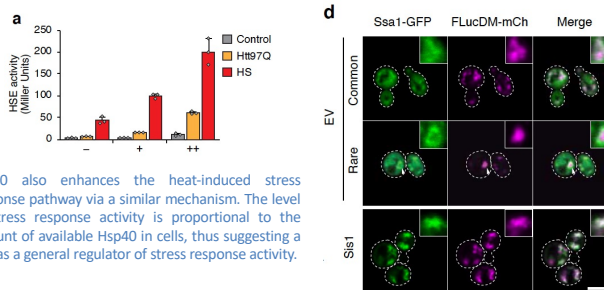 a
HSE activity
(Miller Units)
250
200
150
100
50
0
Control
Htt97Q
HS
–
+
++
0 also enhances the heat-induced stress
onse pathway via a similar mechanism. The level
tress response activity is proportional to the
unt of available Hsp40 in cells, thus suggesting a
as a general regulator of stress response activity.
d
Ssa1-GFP
FLucDM-mCh
Merge
EV
Common
Rare
Sis1